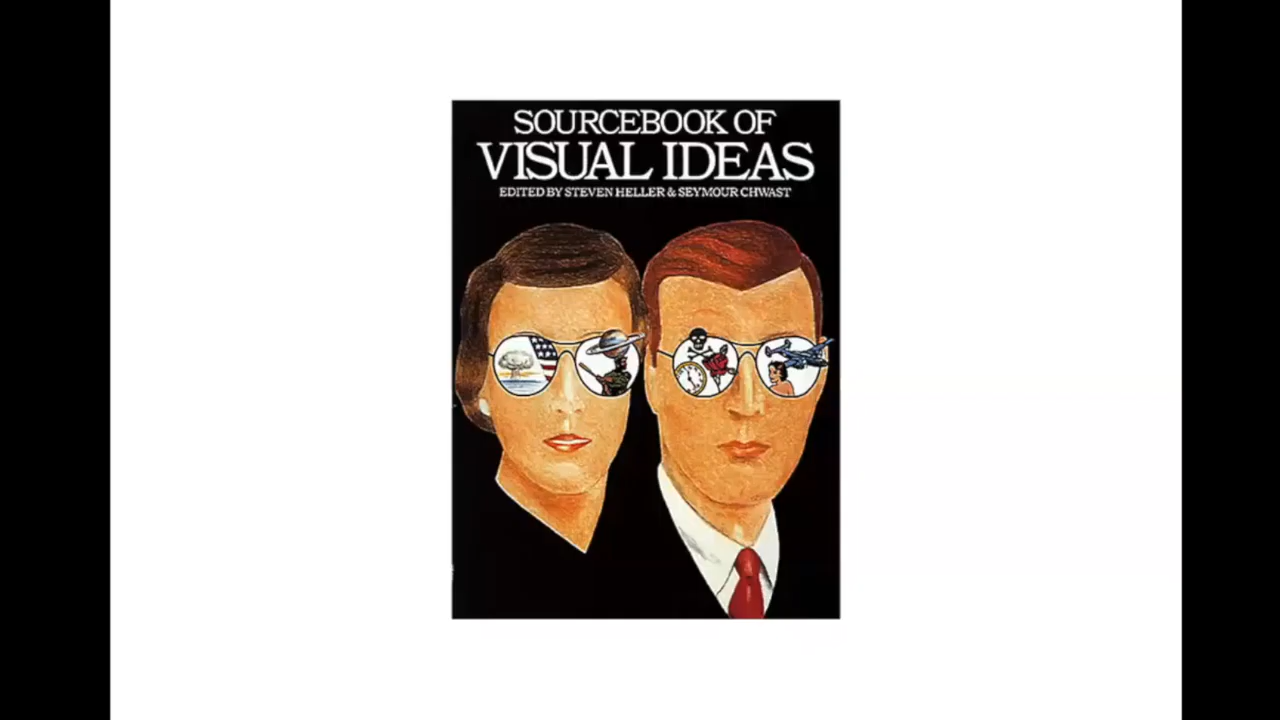 SOURCEBOOK OF
VISUAL IDEAS
EDITED BY STEVEN HELLER & SEYMOUR CHWAST